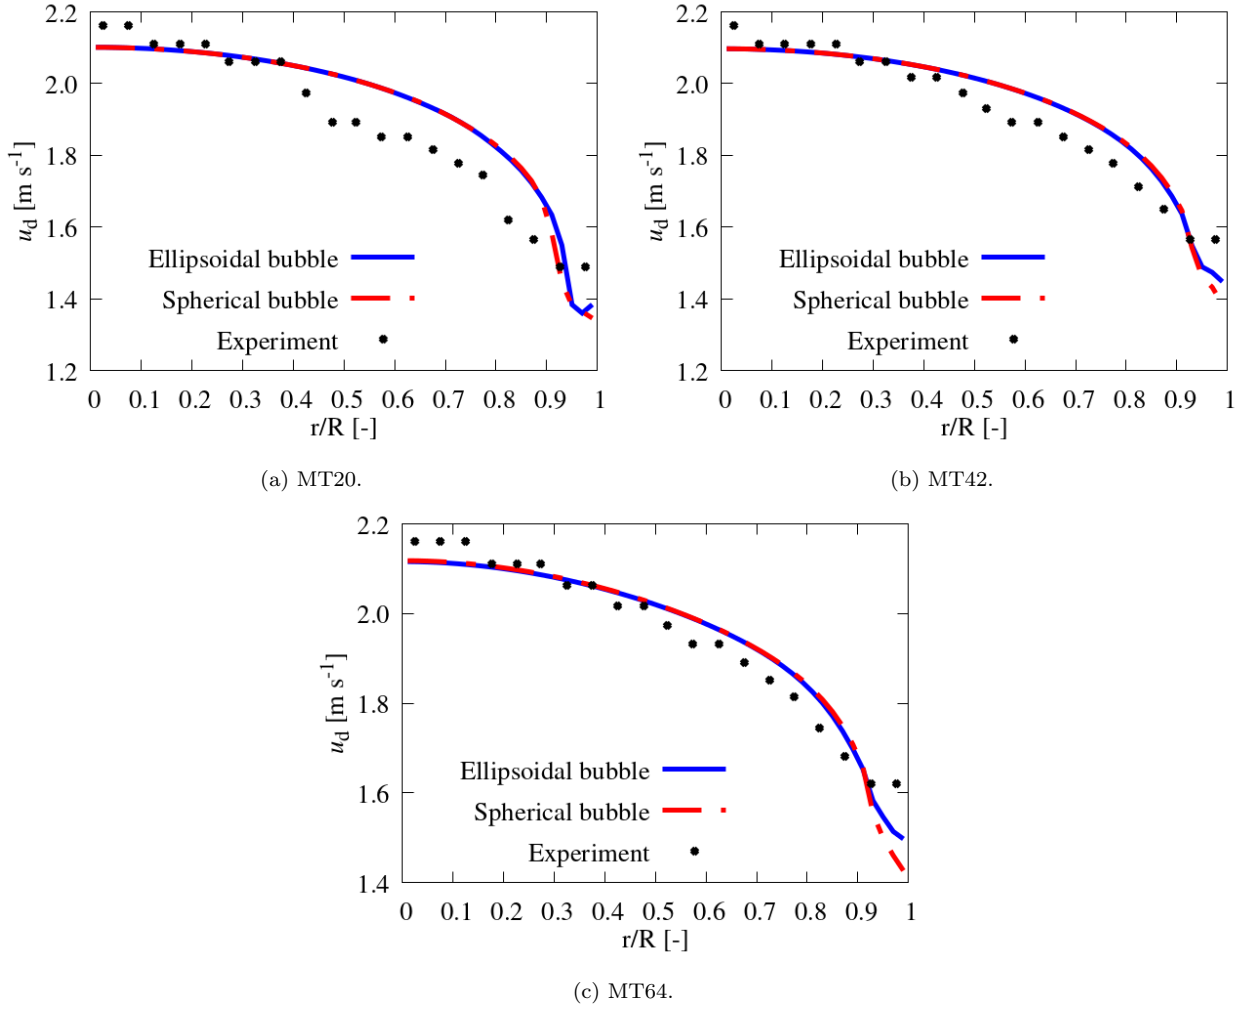 2.2
2.0
1.8
1.6
1.4
1.2
u_d [m s^-1]
Ellipsoidal bubble
Spherical bubble
Experiment
0 0.1 0.2 0.3 0.4 0.5 0.6 0.7 0.8 0.9 1
r/R [-]
(a) MT20.
2.2
2.0
1.8
1.6
1.4
1.2
u_d [m s^-1]
Ellipsoidal bubble
Spherical bubble
Experiment
0 0.1 0.2 0.3 0.4 0.5 0.6 0.7 0.8 0.9 1
r/R [-]
(b) MT42.
2.2
2.0
1.8
1.6
1.4
u_d [m s^-1]
Ellipsoidal bubble
Spherical bubble
Experiment
0 0.1 0.2 0.3 0.4 0.5 0.6 0.7 0.8 0.9 1
r/R [-]
(c) MT64.